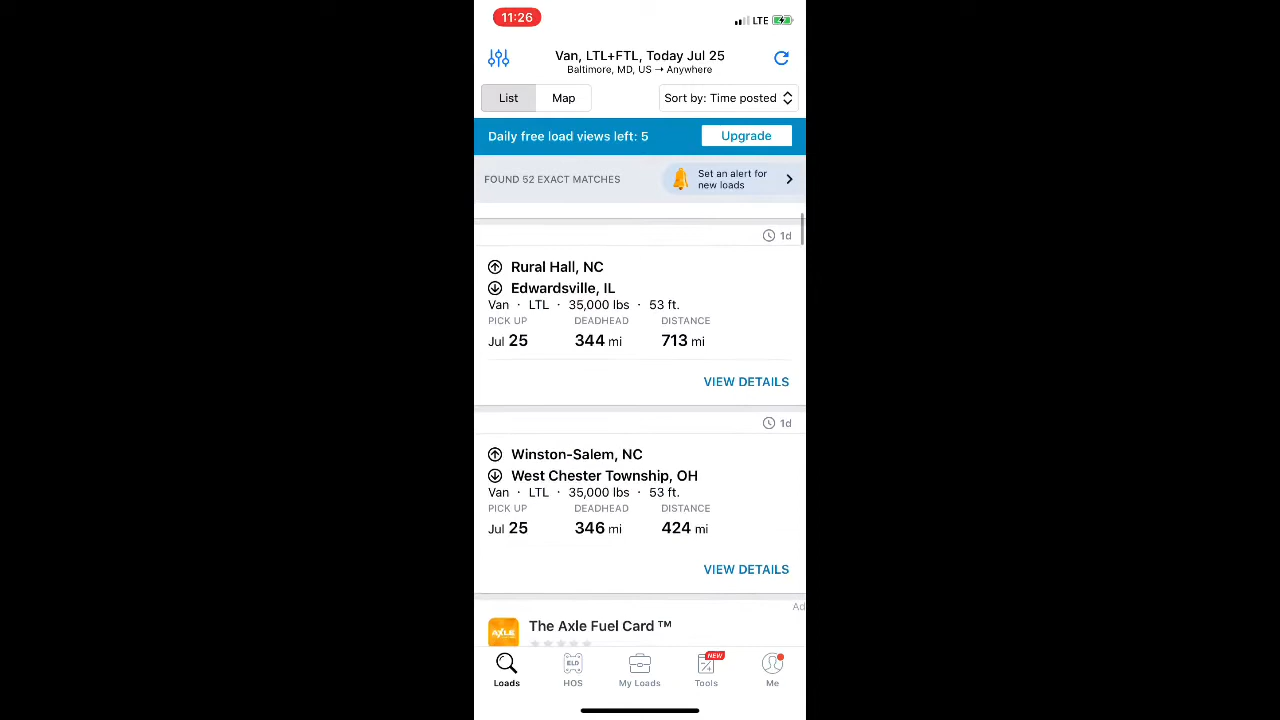 11:26
LTE
Van, LTL+FTL, Today Jul 25
Baltimore, MD, US → Anywhere
List
Map
Sort by: Time posted
Daily free load views left: 5
Upgrade
FOUND 52 EXACT MATCHES
Set an alert for
new loads
1d
Rural Hall, NC
Edwardsville, IL
Van · LTL · 35,000 lbs · 53 ft.
PICK UP DEADHEAD DISTANCE
Jul 25 344 mi 713 mi
VIEW DETAILS
1d
Winston-Salem, NC
West Chester Township, OH
Van · LTL · 35,000 lbs · 53 ft.
PICK UP DEADHEAD DISTANCE
Jul 25 346 mi 424 mi
VIEW DETAILS
Ad
AXLE
The Axle Fuel Card ™
ELD
NEW
Loads HOS My Loads Tools Me